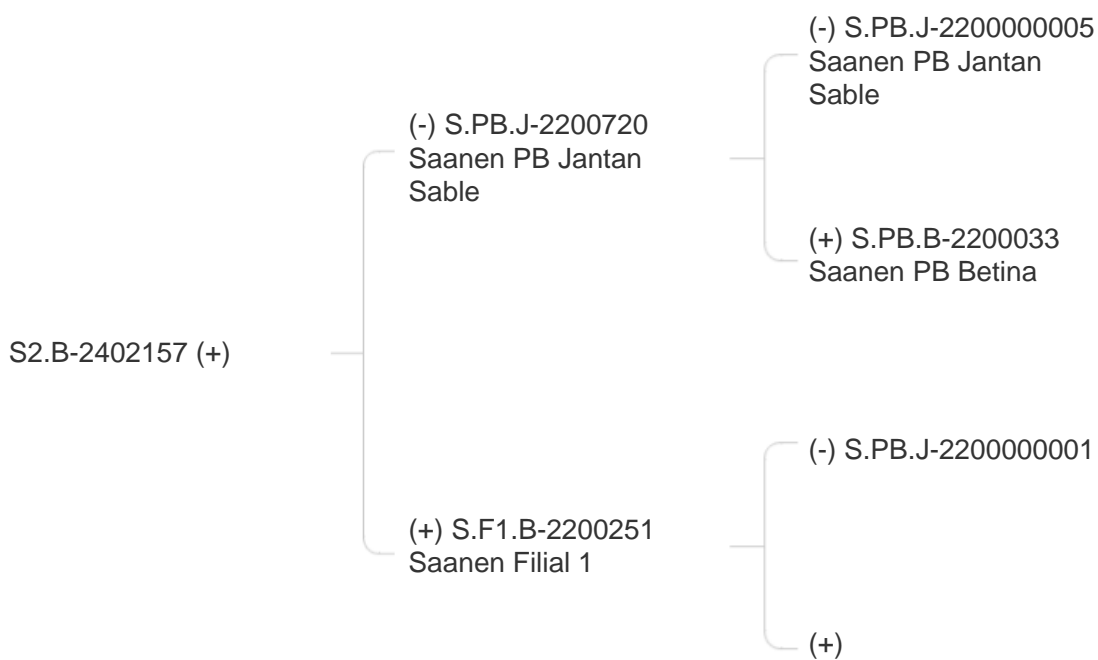 (-) S.PB.J-2200000005
Saanen PB Jantan
Sable
(-) S.PB.J-2200720
Saanen PB Jantan
Sable
(+) S.PB.B-2200033
Saanen PB Betina
S2.B-2402157 (+)
(-) S.PB.J-2200000001
(+) S.F1.B-2200251
Saanen Filial 1
(+)